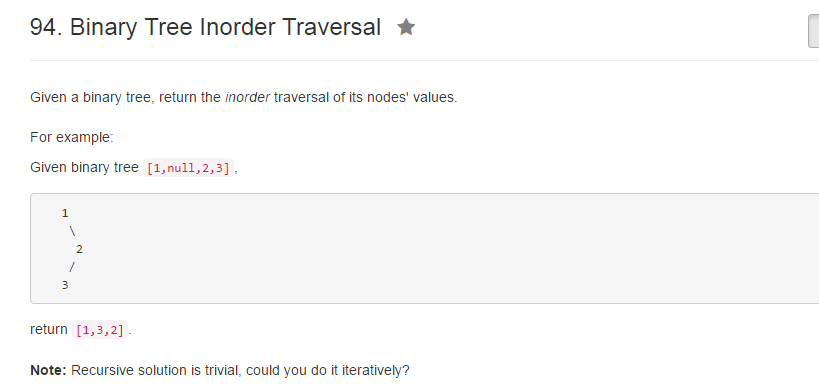 94. Binary Tree Inorder Traversal
Given a binary tree, return the inorder traversal of its nodes' values.
For example:
Given binary tree [1,null,2,3],
1
\
2
/
3
return [1,3,2].
Note: Recursive solution is trivial, could you do it iteratively?